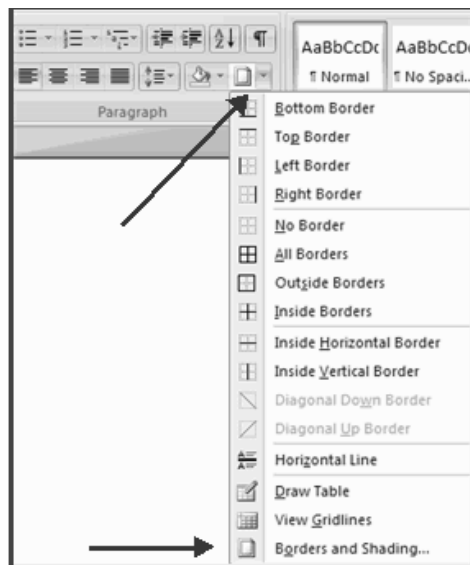 AaBbCcDc AaBbCcD
¶ Normal ¶ No Spaci...
Paragraph
Bottom Border
Top Border
Left Border
Right Border
No Border
All Borders
Outside Borders
Inside Borders
Inside Horizontal Border
Inside Vertical Border
Diagonal Down Border
Diagonal Up Border
Horizontal Line
Draw Table
View Gridlines
Borders and Shading...